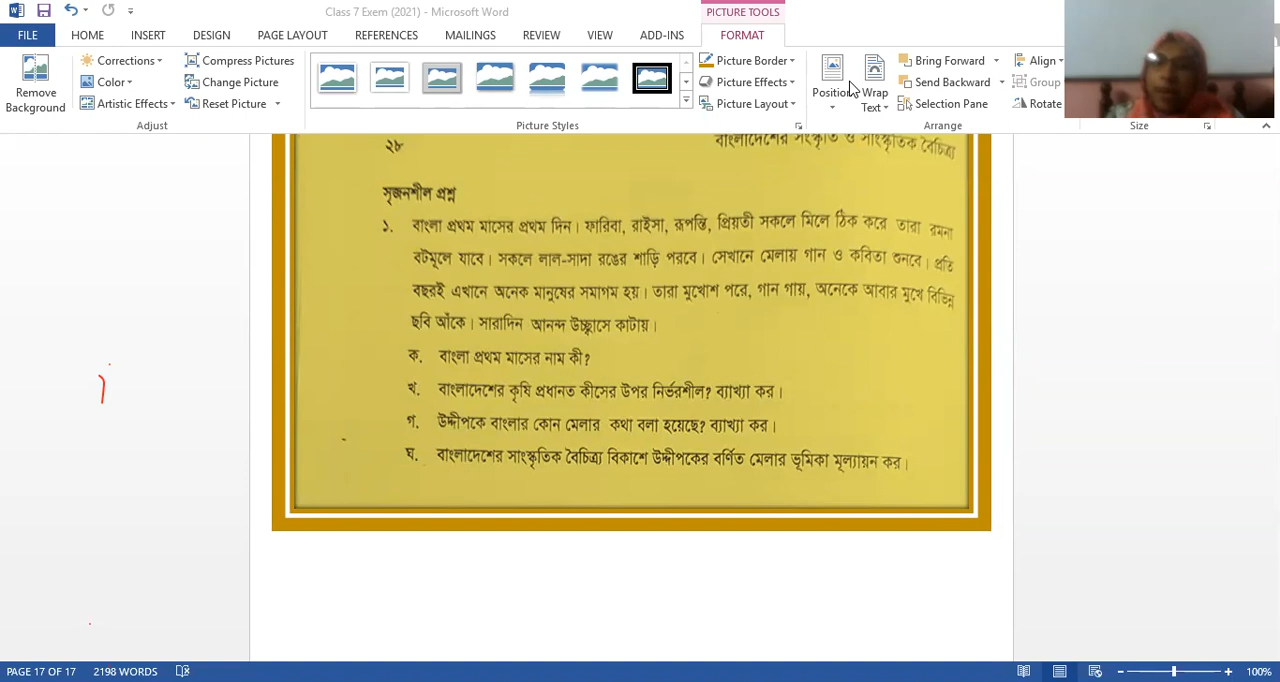 Class 7 Exem (2021) - Microsoft Word
PICTURE TOOLS
FILE HOME INSERT DESIGN PAGE LAYOUT REFERENCES MAILINGS REVIEW VIEW ADD-INS FORMAT
Remove Background
Corrections
Color
Artistic Effects
Compress Pictures
Change Picture
Reset Picture
Picture Border
Picture Effects
Picture Layout
Position
Wrap Text
Bring Forward
Send Backward
Selection Pane
Align
Group
Rotate
Adjust Picture Styles Arrange Size
২৮ বাংলাদেশের সংস্কৃতি ও সাংস্কৃতিক বৈচিত্র্য
সৃজনশীল প্রশ্ন
১. বাংলা প্রথম মাসের প্রথম দিন। ফারিবা, রাইসা, রূপন্তি, প্রিয়তী সকলে মিলে ঠিক করে তারা রমনা
বটমূলে যাবে। সকলে লাল-সাদা রঙের শাড়ি পরবে। সেখানে মেলায় গান ও কবিতা শুনবে। প্রতি
বছরই এখানে অনেক মানুষের সমাগম হয়। তারা মুখোশ পরে, গান গায়, অনেকে আবার মুখে বিভিন্ন
ছবি আঁকে। সারাদিন আনন্দ উচ্ছ্বাসে কাটায়।
ক. বাংলা প্রথম মাসের নাম কী?
খ. বাংলাদেশের কৃষি প্রধানত কীসের উপর নির্ভরশীল? ব্যাখ্যা কর।
গ. উদ্দীপকে বাংলার কোন মেলার কথা বলা হয়েছে? ব্যাখ্যা কর।
ঘ. বাংলাদেশের সাংস্কৃতিক বৈচিত্র্য বিকাশে উদ্দীপকের বর্ণিত মেলার ভূমিকা মূল্যায়ন কর।
PAGE 17 OF 17 2198 WORDS 100%